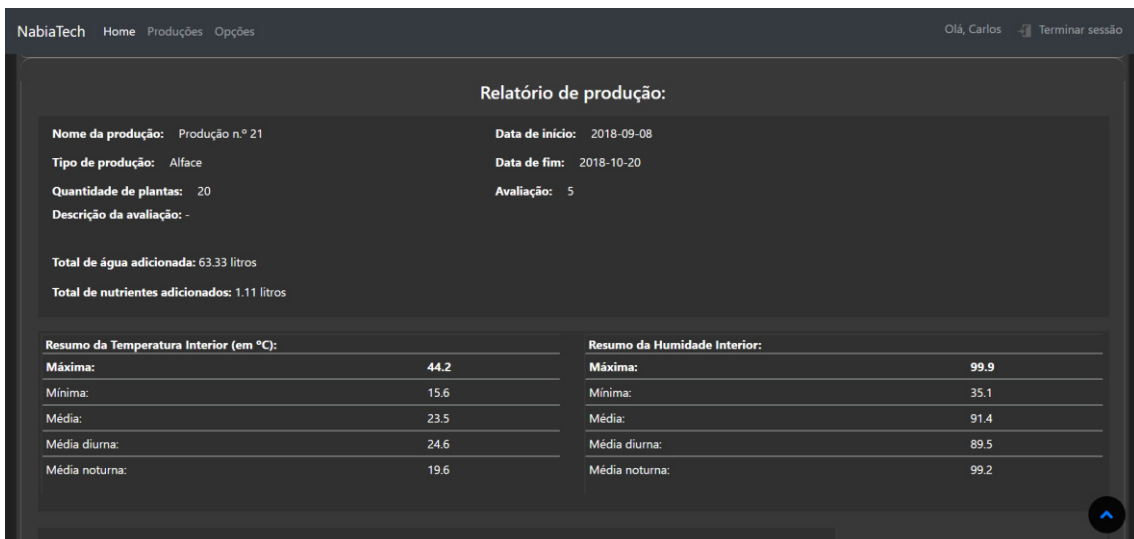 NabiaTech Home Produções Opções Olá, Carlos Terminar sessão
Relatório de produção:
Nome da produção: Produção n.º 21 Data de início: 2018-09-08
Tipo de produção: Alface Data de fim: 2018-10-20
Quantidade de plantas: 20 Avaliação: 5
Descrição da avaliação: -
Total de água adicionada: 63.33 litros
Total de nutrientes adicionados: 1.11 litros
Resumo da Temperatura Interior (em ºC): Resumo da Humidade Interior:
Máxima: 44.2 Máxima: 99.9
Mínima: 15.6 Mínima: 35.1
Média: 23.5 Média: 91.4
Média diurna: 24.6 Média diurna: 89.5
Média noturna: 19.6 Média noturna: 99.2